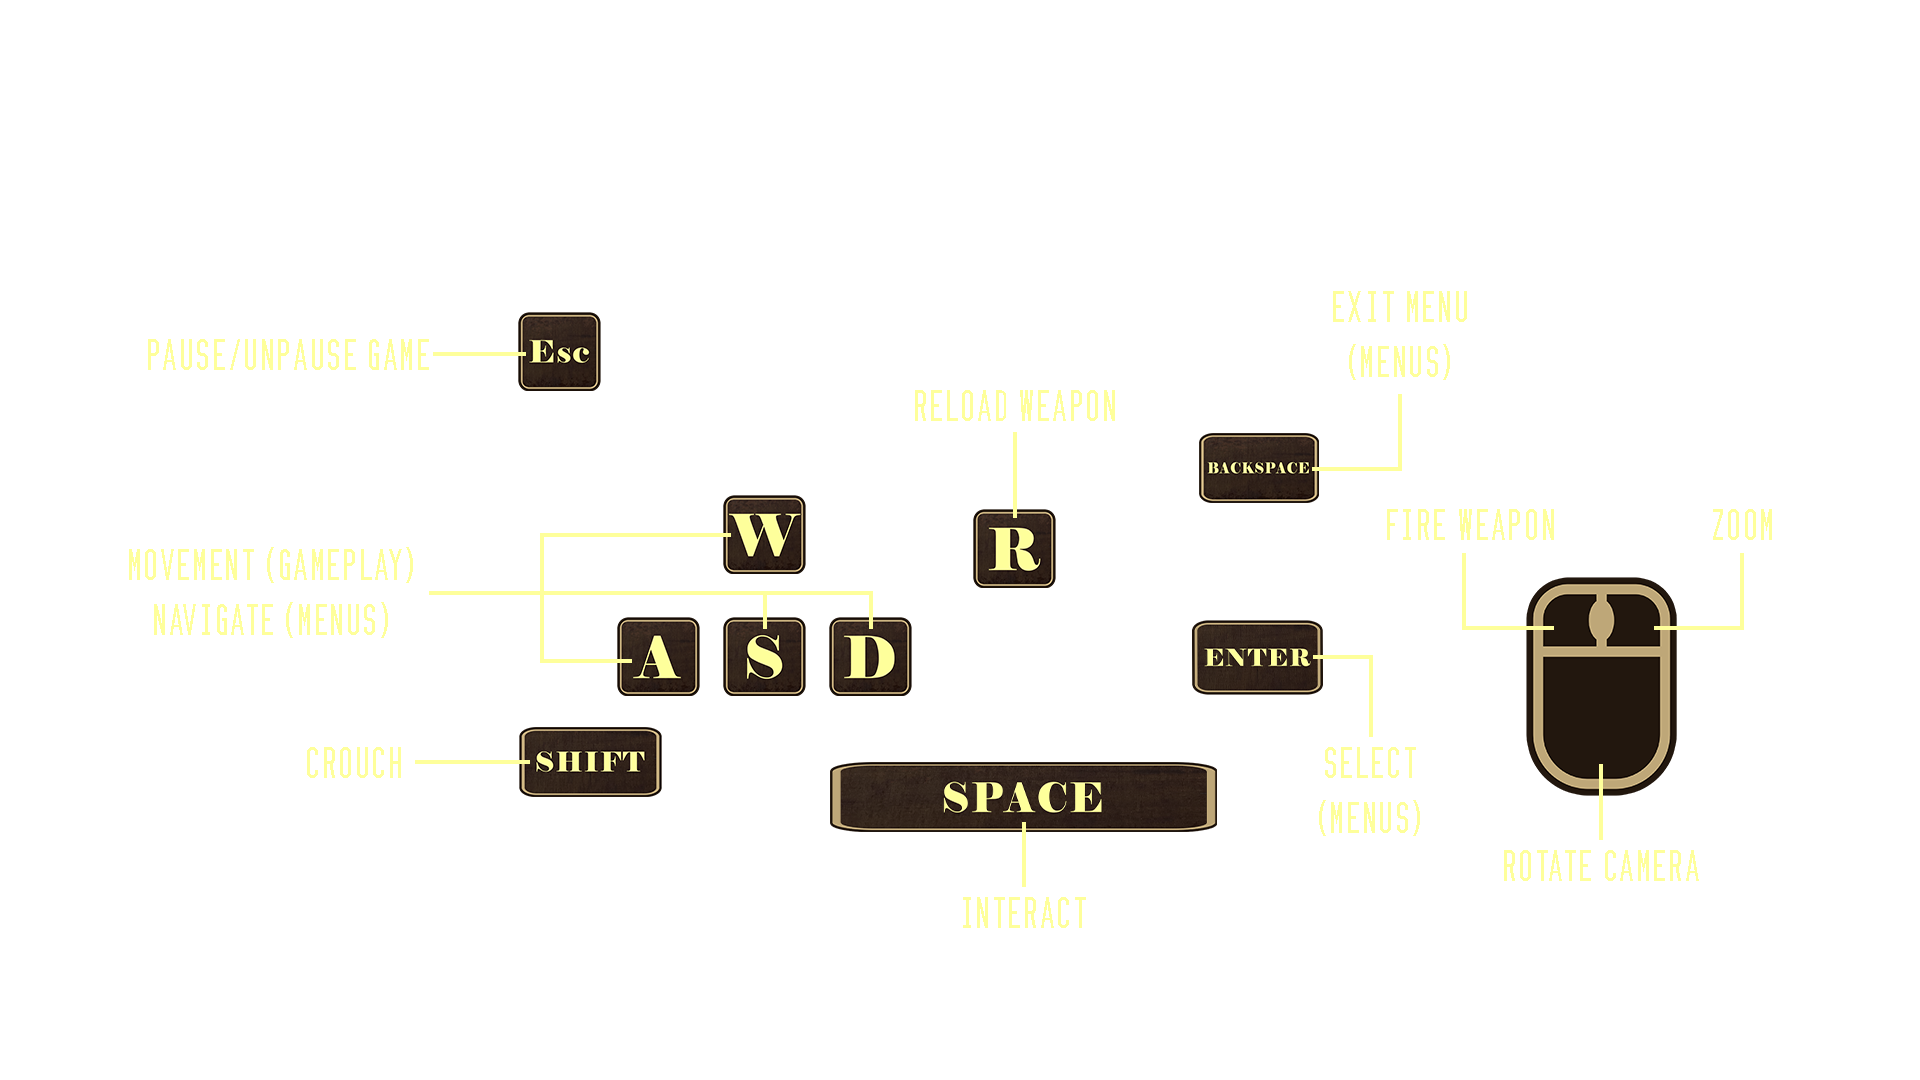 EXIT MENU
(MENUS)
PAUSE/UNPAUSE GAME
Esc
RELOAD WEAPON
BACKSPACE
FIRE WEAPON
ZOOM
W
R
MOVEMENT (GAMEPLAY)
NAVIGATE (MENUS)
A
S
D
ENTER
CROUCH
SHIFT
SELECT
(MENUS)
SPACE
ROTATE CAMERA
INTERACT